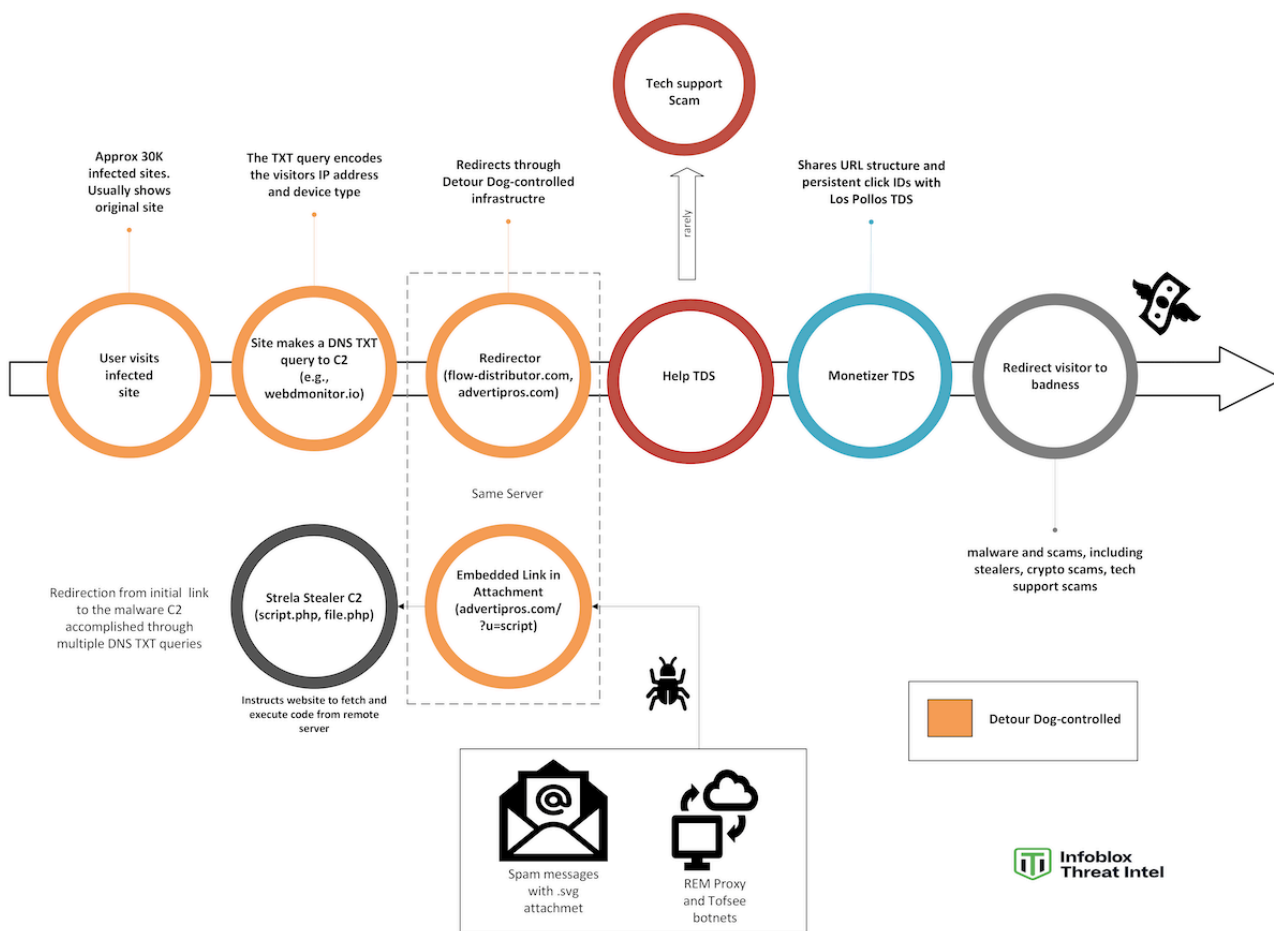 Tech support
Scam
Approx 30K
infected sites.
Usually shows
original site
The TXT query encodes
the visitors IP address
and device type
Redirects through
Detour Dog-controlled
infrastructre
rarely
Shares URL structure and
persistent click IDs with
Los Pollos TDS
User visits
infected
site
Site makes a DNS TXT
query to C2
(e.g.,
webdmonitor.io)
Redirector
(flow-distributor.com,
advertipros.com)
Help TDS
Monetizer TDS
Redirect visitor to
badness
Same Server
malware and scams, including
stealers, crypto scams, tech
support scams
Redirection from initial link
to the malware C2
accomplished through
multiple DNS TXT queries
Strela Stealer C2
(script.php, file.php)
Embedded Link in
Attachment
(advertipros.com/
?u=script)
Instructs website to fetch and
execute code from remote
server
Detour Dog-controlled
@
Spam messages
with .svg
attachmet
REM Proxy
and Tofsee
botnets
Infoblox
Threat Intel